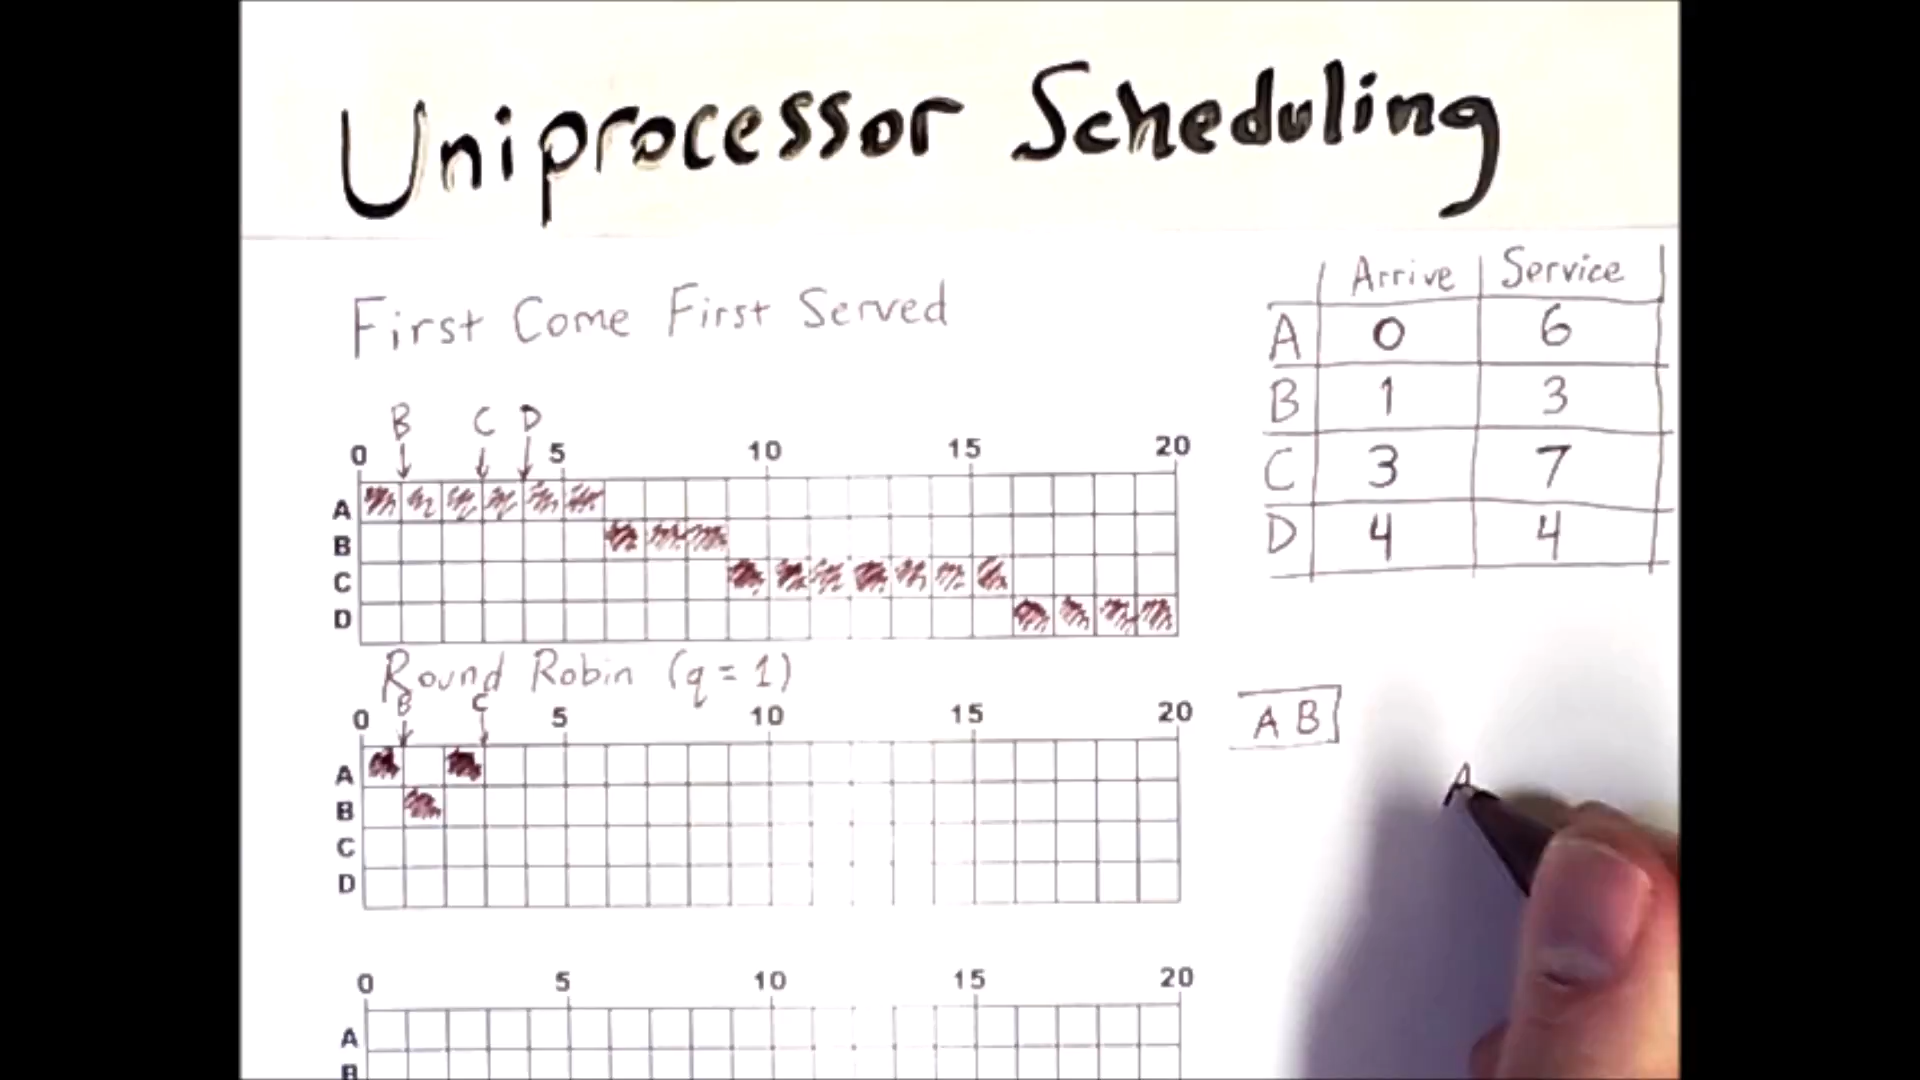 Uniprocessor Scheduling
First Come First Served
Arrive Service
A 0 6
B 1 3
C 3 7
D 4 4
B C D
0 5 10 15 20
A
B
C
D
Round Robin (q = 1)
B C
0 5 10 15 20
A
B
C
D
A B
A
0 5 10 15 20
A
B